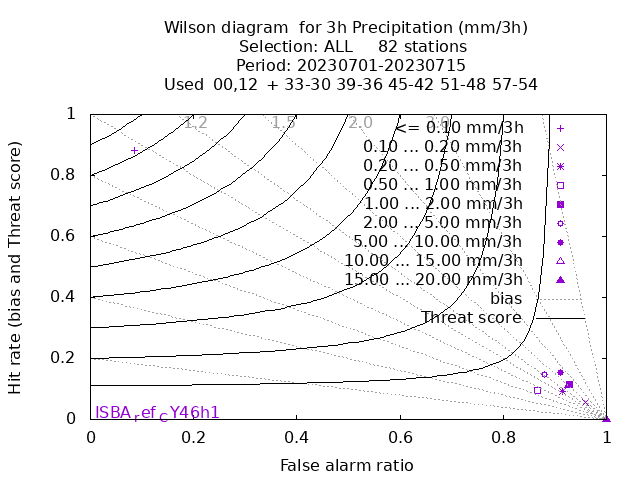 Wilson diagram  for 3h Precipitation (mm/3h)
Selection: ALL     82 stations
Period: 20230701-20230715
Used  00,12  + 33-30 39-36 45-42 51-48 57-54
Hit rate (bias and Threat score)
1
0.8
0.6
0.4
0.2
0
1.2
1.5
2.0
3.0
<= 0.10 mm/3h
0.10 ... 0.20 mm/3h
0.20 ... 0.50 mm/3h
0.50 ... 1.00 mm/3h
1.00 ... 2.00 mm/3h
2.00 ... 5.00 mm/3h
5.00 ... 10.00 mm/3h
10.00 ... 15.00 mm/3h
15.00 ... 20.00 mm/3h
bias
Threat score
ISBA_ref_CY46h1
0 0.2 0.4 0.6 0.8 1
False alarm ratio